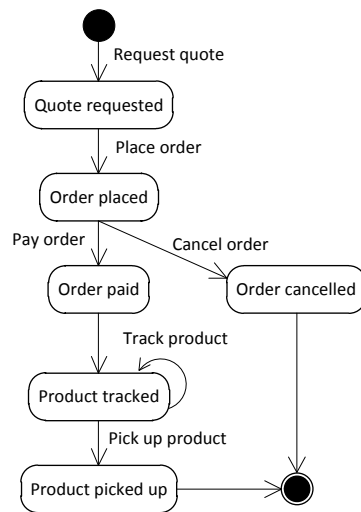 Request quote
Quote requested
Place order
Order placed
Pay order
Cancel order
Order paid
Order cancelled
Track product
Product tracked
Pick up product
Product picked up